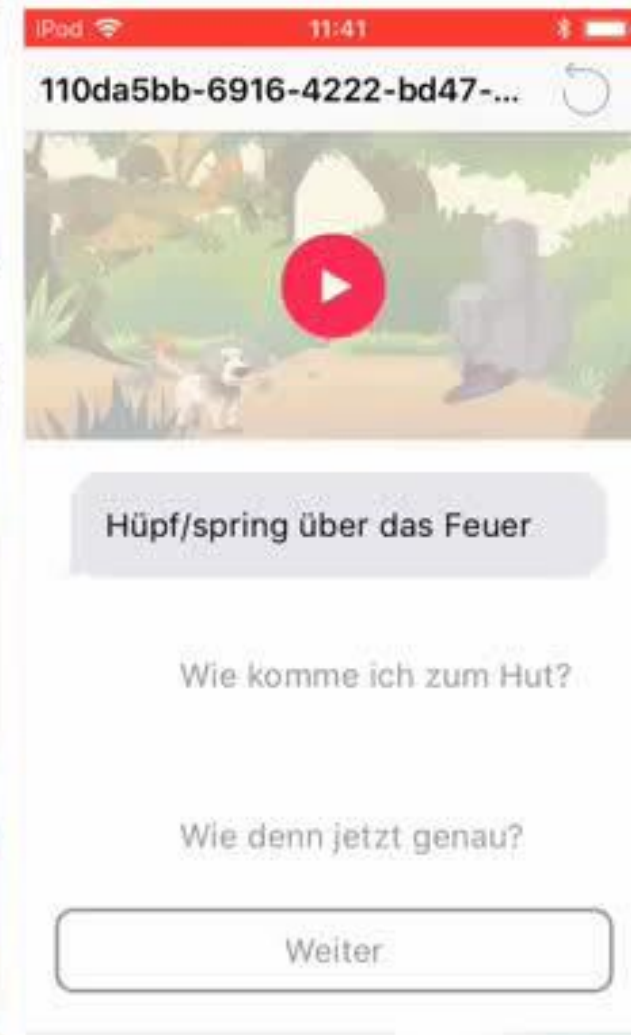 iPod 11:41
110da5bb-6916-4222-bd47-...
Hüpf/spring über das Feuer
Wie komme ich zum Hut?
Wie denn jetzt genau?
Weiter